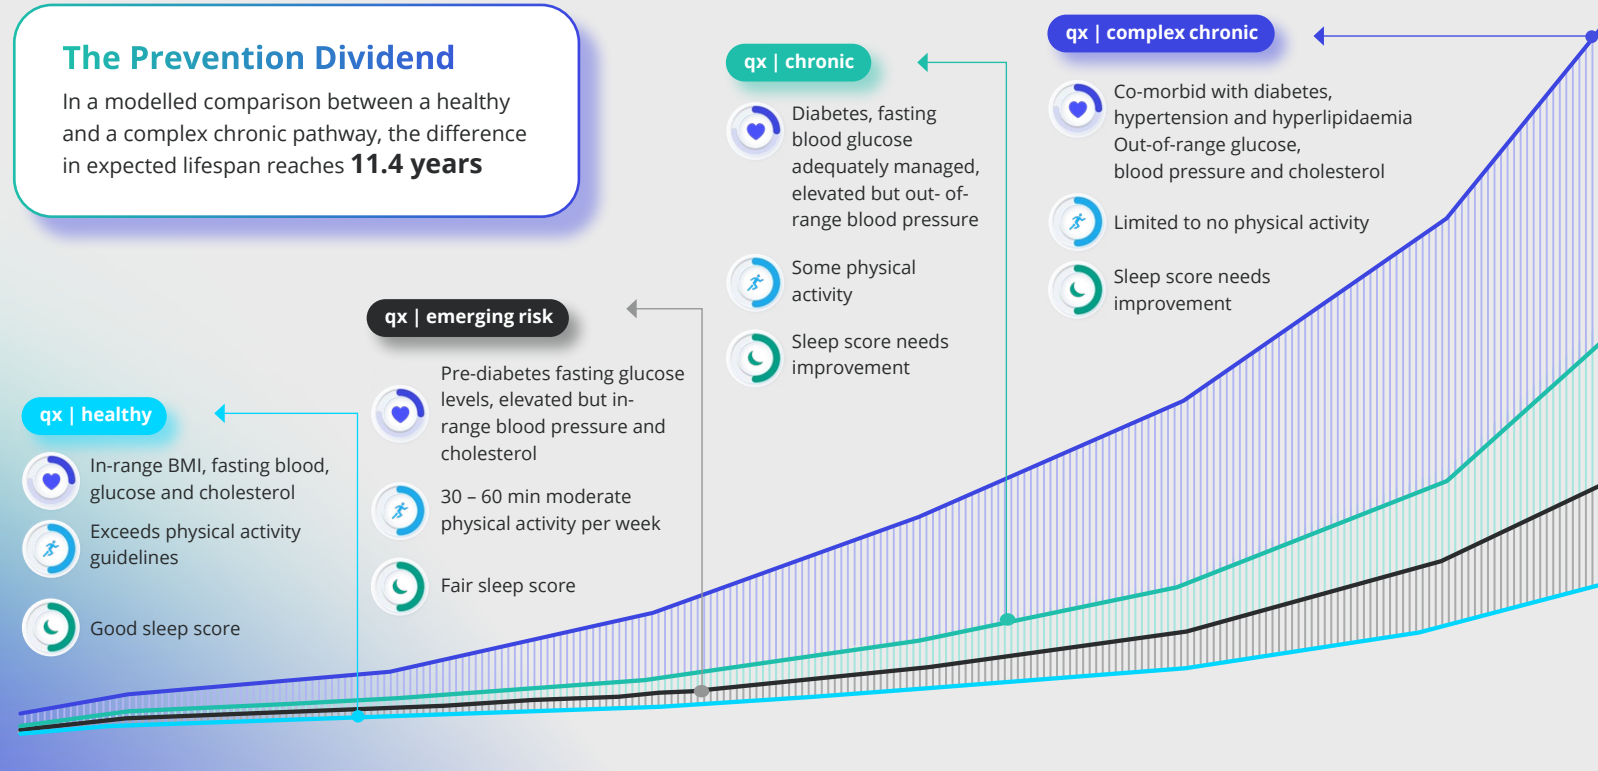 The Prevention Dividend
In a modelled comparison between a healthy
and a complex chronic pathway, the difference
in expected lifespan reaches 11.4 years
qx | healthy
In-range BMI, fasting blood,
glucose and cholesterol
Exceeds physical activity
guidelines
Good sleep score
qx | emerging risk
Pre-diabetes fasting glucose
levels, elevated but in-
range blood pressure and
cholesterol
30 – 60 min moderate
physical activity per week
Fair sleep score
qx | chronic
Diabetes, fasting
blood glucose
adequately managed,
elevated but out- of-
range blood pressure
Some physical
activity
Sleep score needs
improvement
qx | complex chronic
Co-morbid with diabetes,
hypertension and hyperlipidaemia
Out-of-range glucose,
blood pressure and cholesterol
Limited to no physical activity
Sleep score needs
improvement